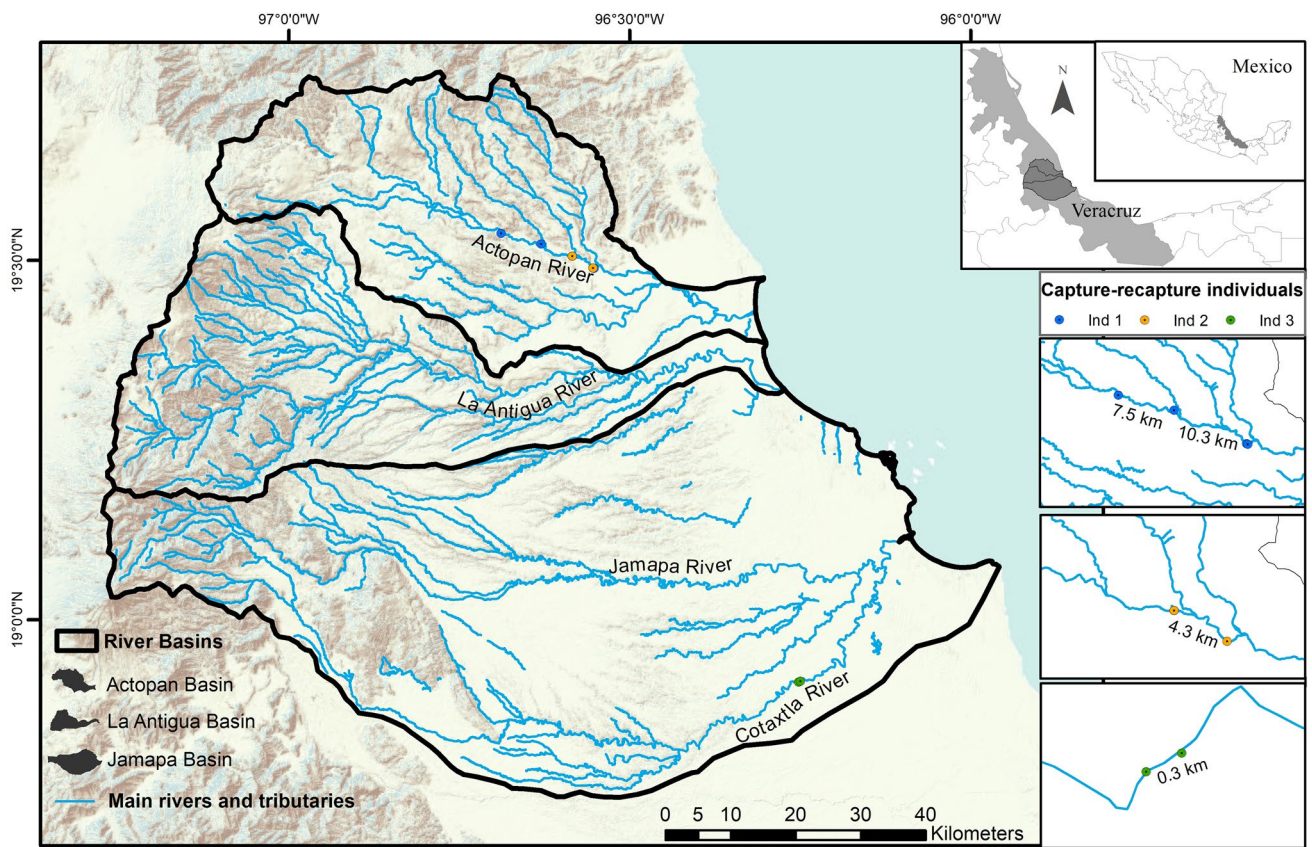 97°0'0"W
96°30'0"W
96°0'0"W
19°30'0"N
19°0'0"N
Actopan River
La Antigua River
Jamapa River
Cotaxtla River
N
Mexico
Veracruz
Capture-recapture individuals
Ind 1
Ind 2
Ind 3
7.5 km
10.3 km
4.3 km
0.3 km
River Basins
Actopan Basin
La Antigua Basin
Jamapa Basin
Main rivers and tributaries
0 5 10 20 30 40
Kilometers